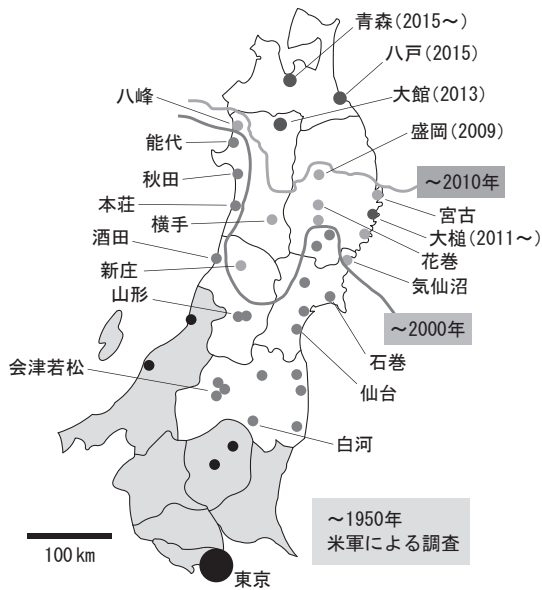 青森（2015～）
八戸（2015）
八峰
大館（2013）
能代
盛岡（2009）
秋田
～2010年
本荘
宮古
横手
大槌（2011～）
酒田
花巻
新庄
気仙沼
山形
～2000年
石巻
会津若松
仙台
白河
～1950年
米軍による調査
100 km
東京